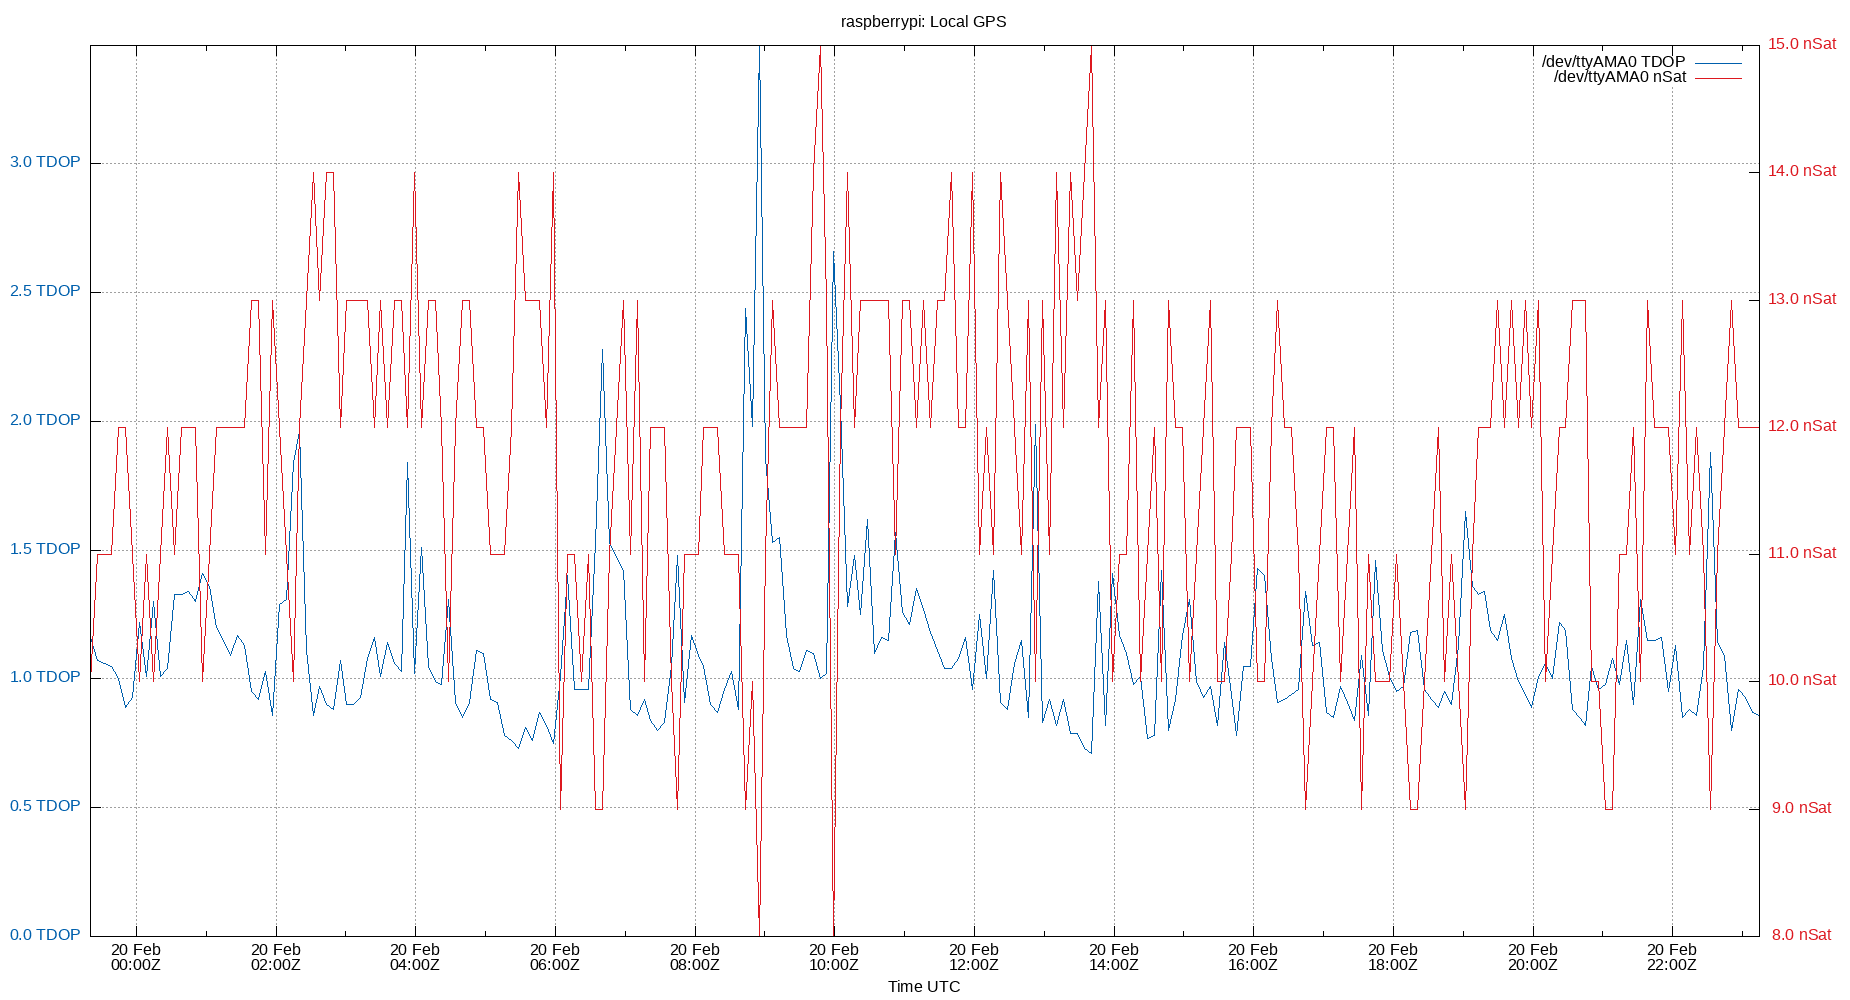 raspberrypi: Local GPS
/dev/ttyAMA0 TDOP
/dev/ttyAMA0 nSat
3.0 TDOP
2.5 TDOP
2.0 TDOP
1.5 TDOP
1.0 TDOP
0.5 TDOP
0.0 TDOP
15.0 nSat
14.0 nSat
13.0 nSat
12.0 nSat
11.0 nSat
10.0 nSat
9.0 nSat
8.0 nSat
20 Feb
00:00Z
20 Feb
02:00Z
20 Feb
04:00Z
20 Feb
06:00Z
20 Feb
08:00Z
20 Feb
10:00Z
20 Feb
12:00Z
20 Feb
14:00Z
20 Feb
16:00Z
20 Feb
18:00Z
20 Feb
20:00Z
20 Feb
22:00Z
Time UTC